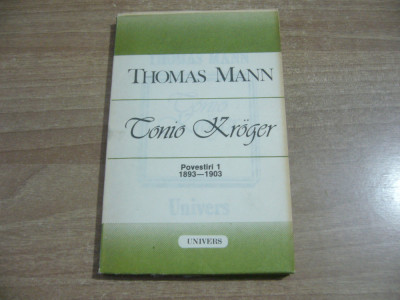 THOMAS MANN
Tonio Kröger
Povestiri 1
1893—1903
Univers
UNIVERS